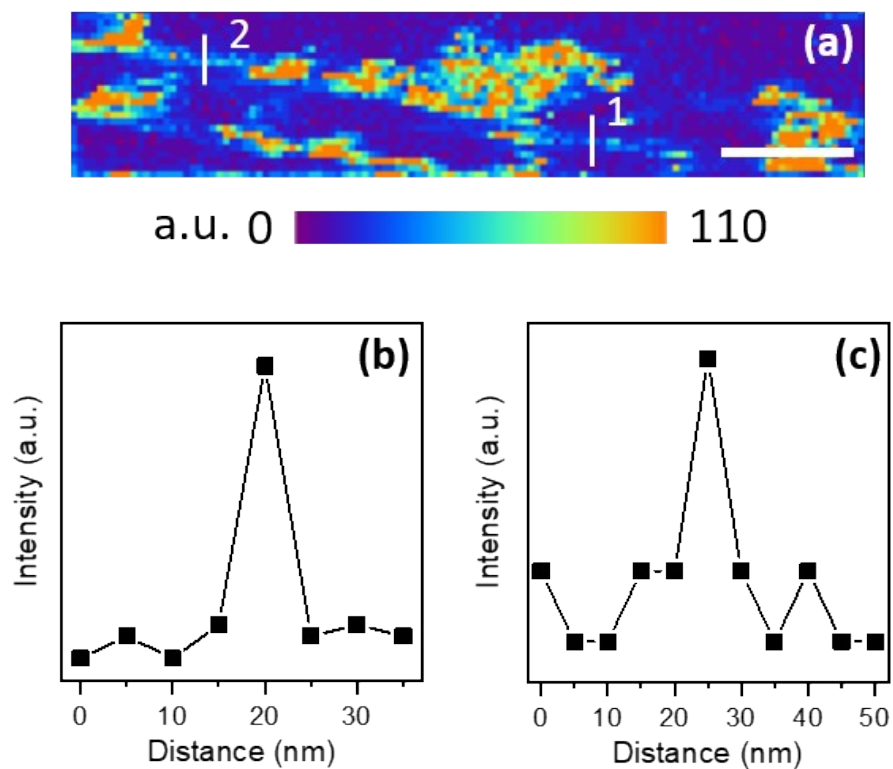 2
(a)
1
a.u. 0 110
(b)
Intensity (a.u.)
0 10 20 30
Distance (nm)
(c)
Intensity (a.u.)
0 10 20 30 40 50
Distance (nm)